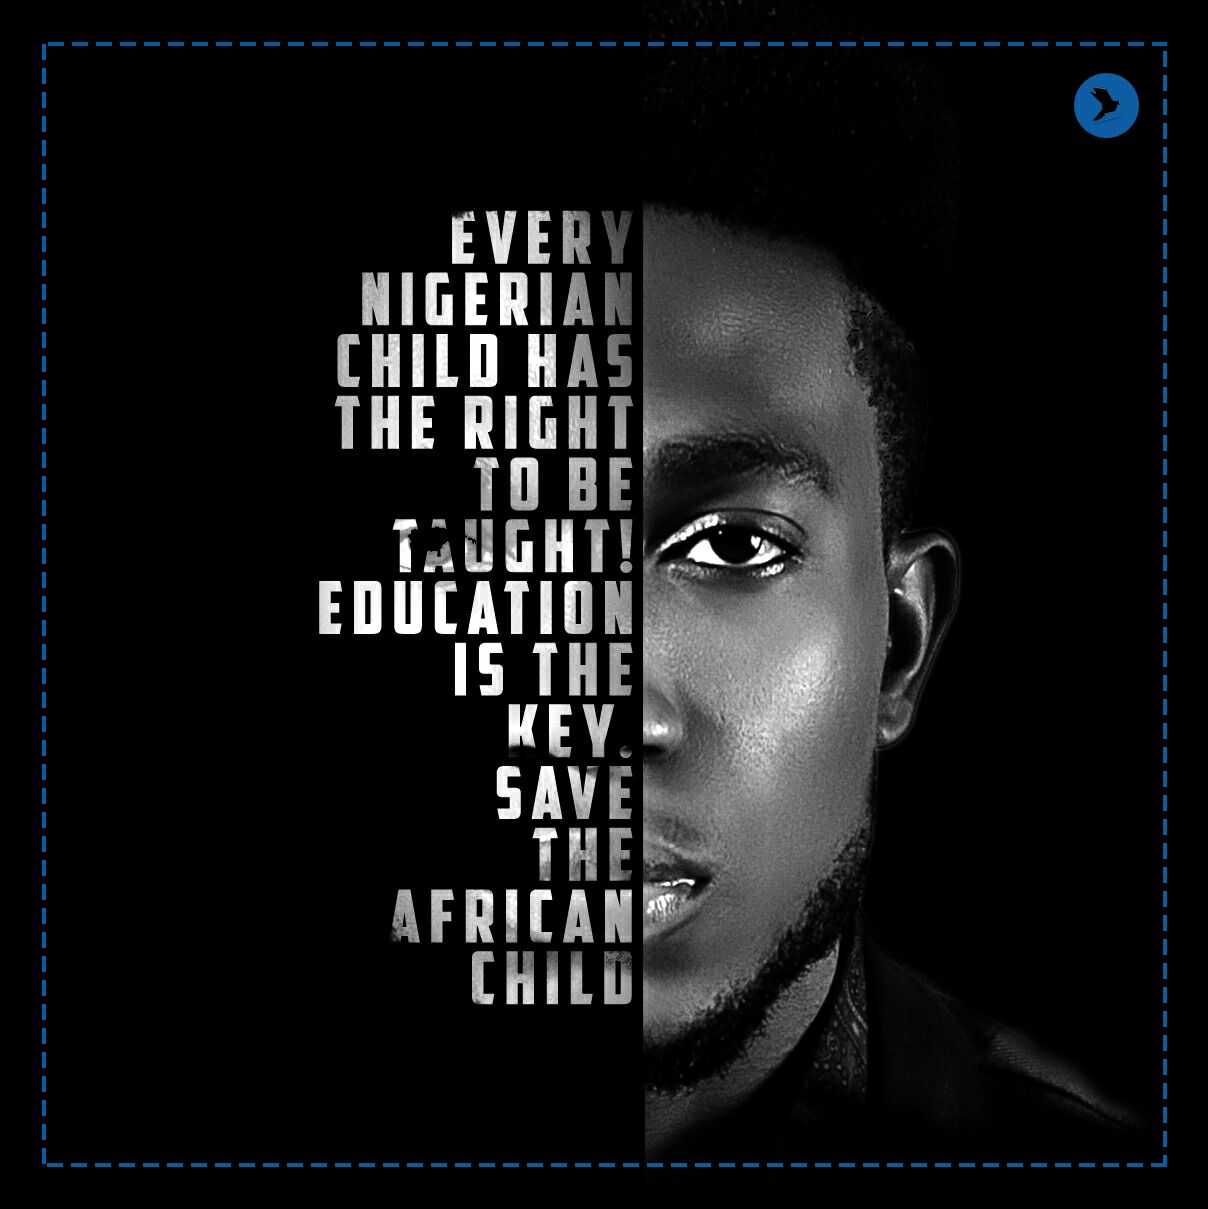 EVERY
NIGERIAN
CHILD HAS
THE RIGHT
TO BE
TAUGHT!
EDUCATION
IS THE
KEY.
SAVE
THE
AFRICAN
CHILD